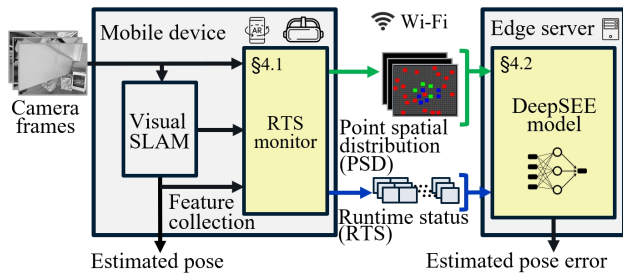 Mobile device
AR
Wi-Fi
Edge server
Camera
frames
Visual
SLAM
§4.1
RTS
monitor
Feature
collection
Point spatial
distribution
(PSD)
Runtime status
(RTS)
§4.2
DeepSEE
model
Estimated pose
Estimated pose error